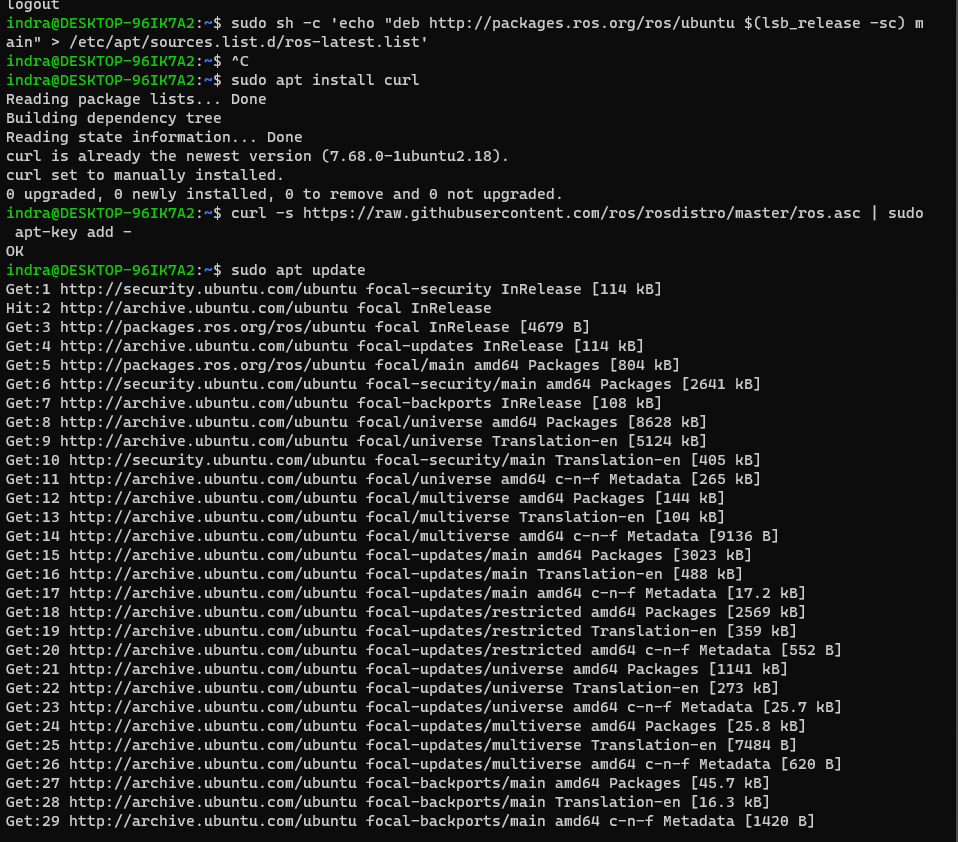 logout
indra@DESKTOP-96IK7A2:~$ sudo sh -c 'echo "deb http://packages.ros.org/ros/ubuntu $(lsb_release -sc) m
ain" > /etc/apt/sources.list.d/ros-latest.list'
indra@DESKTOP-96IK7A2:~$ ^C
indra@DESKTOP-96IK7A2:~$ sudo apt install curl
Reading package lists... Done
Building dependency tree
Reading state information... Done
curl is already the newest version (7.68.0-1ubuntu2.18).
curl set to manually installed.
0 upgraded, 0 newly installed, 0 to remove and 0 not upgraded.
indra@DESKTOP-96IK7A2:~$ curl -s https://raw.githubusercontent.com/ros/rosdistro/master/ros.asc | sudo
 apt-key add -
OK
indra@DESKTOP-96IK7A2:~$ sudo apt update
Get:1 http://security.ubuntu.com/ubuntu focal-security InRelease [114 kB]
Hit:2 http://archive.ubuntu.com/ubuntu focal InRelease
Get:3 http://packages.ros.org/ros/ubuntu focal InRelease [4679 B]
Get:4 http://archive.ubuntu.com/ubuntu focal-updates InRelease [114 kB]
Get:5 http://packages.ros.org/ros/ubuntu focal/main amd64 Packages [804 kB]
Get:6 http://security.ubuntu.com/ubuntu focal-security/main amd64 Packages [2641 kB]
Get:7 http://archive.ubuntu.com/ubuntu focal-backports InRelease [108 kB]
Get:8 http://archive.ubuntu.com/ubuntu focal/universe amd64 Packages [8628 kB]
Get:9 http://archive.ubuntu.com/ubuntu focal/universe Translation-en [5124 kB]
Get:10 http://security.ubuntu.com/ubuntu focal-security/main Translation-en [405 kB]
Get:11 http://archive.ubuntu.com/ubuntu focal/universe amd64 c-n-f Metadata [265 kB]
Get:12 http://archive.ubuntu.com/ubuntu focal/multiverse amd64 Packages [144 kB]
Get:13 http://archive.ubuntu.com/ubuntu focal/multiverse Translation-en [104 kB]
Get:14 http://archive.ubuntu.com/ubuntu focal/multiverse amd64 c-n-f Metadata [9136 B]
Get:15 http://archive.ubuntu.com/ubuntu focal-updates/main amd64 Packages [3023 kB]
Get:16 http://archive.ubuntu.com/ubuntu focal-updates/main Translation-en [488 kB]
Get:17 http://archive.ubuntu.com/ubuntu focal-updates/main amd64 c-n-f Metadata [17.2 kB]
Get:18 http://archive.ubuntu.com/ubuntu focal-updates/restricted amd64 Packages [2569 kB]
Get:19 http://archive.ubuntu.com/ubuntu focal-updates/restricted Translation-en [359 kB]
Get:20 http://archive.ubuntu.com/ubuntu focal-updates/restricted amd64 c-n-f Metadata [552 B]
Get:21 http://archive.ubuntu.com/ubuntu focal-updates/universe amd64 Packages [1141 kB]
Get:22 http://archive.ubuntu.com/ubuntu focal-updates/universe Translation-en [273 kB]
Get:23 http://archive.ubuntu.com/ubuntu focal-updates/universe amd64 c-n-f Metadata [25.7 kB]
Get:24 http://archive.ubuntu.com/ubuntu focal-updates/multiverse amd64 Packages [25.8 kB]
Get:25 http://archive.ubuntu.com/ubuntu focal-updates/multiverse Translation-en [7484 B]
Get:26 http://archive.ubuntu.com/ubuntu focal-updates/multiverse amd64 c-n-f Metadata [620 B]
Get:27 http://archive.ubuntu.com/ubuntu focal-backports/main amd64 Packages [45.7 kB]
Get:28 http://archive.ubuntu.com/ubuntu focal-backports/main Translation-en [16.3 kB]
Get:29 http://archive.ubuntu.com/ubuntu focal-backports/main amd64 c-n-f Metadata [1420 B]